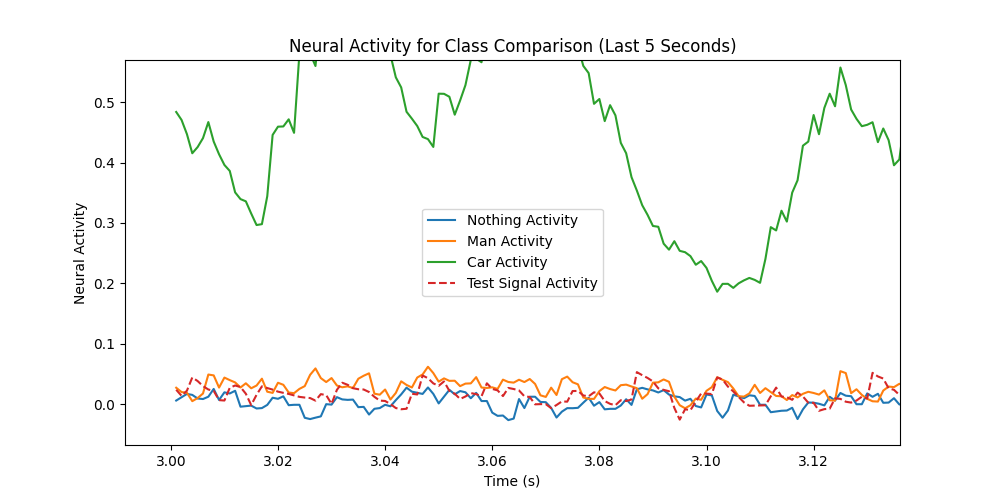 Neural Activity for Class Comparison (Last 5 Seconds)
0.5
0.4
0.3
0.2
0.1
0.0
Neural Activity
Nothing Activity
Man Activity
Car Activity
Test Signal Activity
3.00 3.02 3.04 3.06 3.08 3.10 3.12
Time (s)